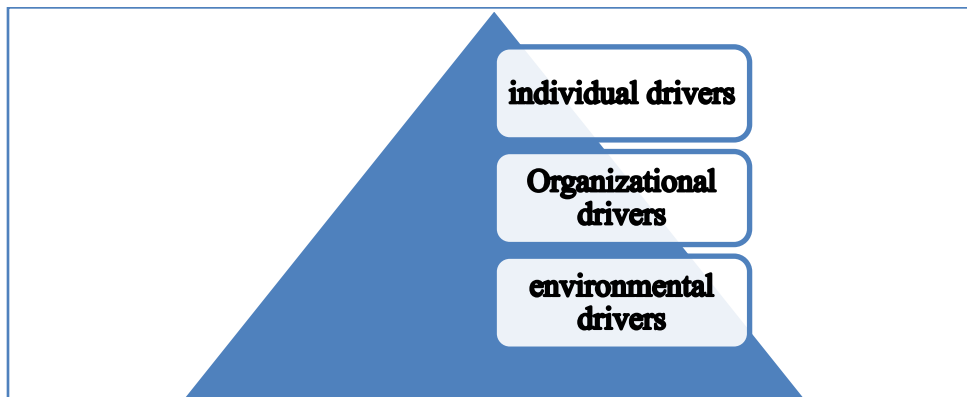 individual drivers
Organizational
drivers
environmental
drivers